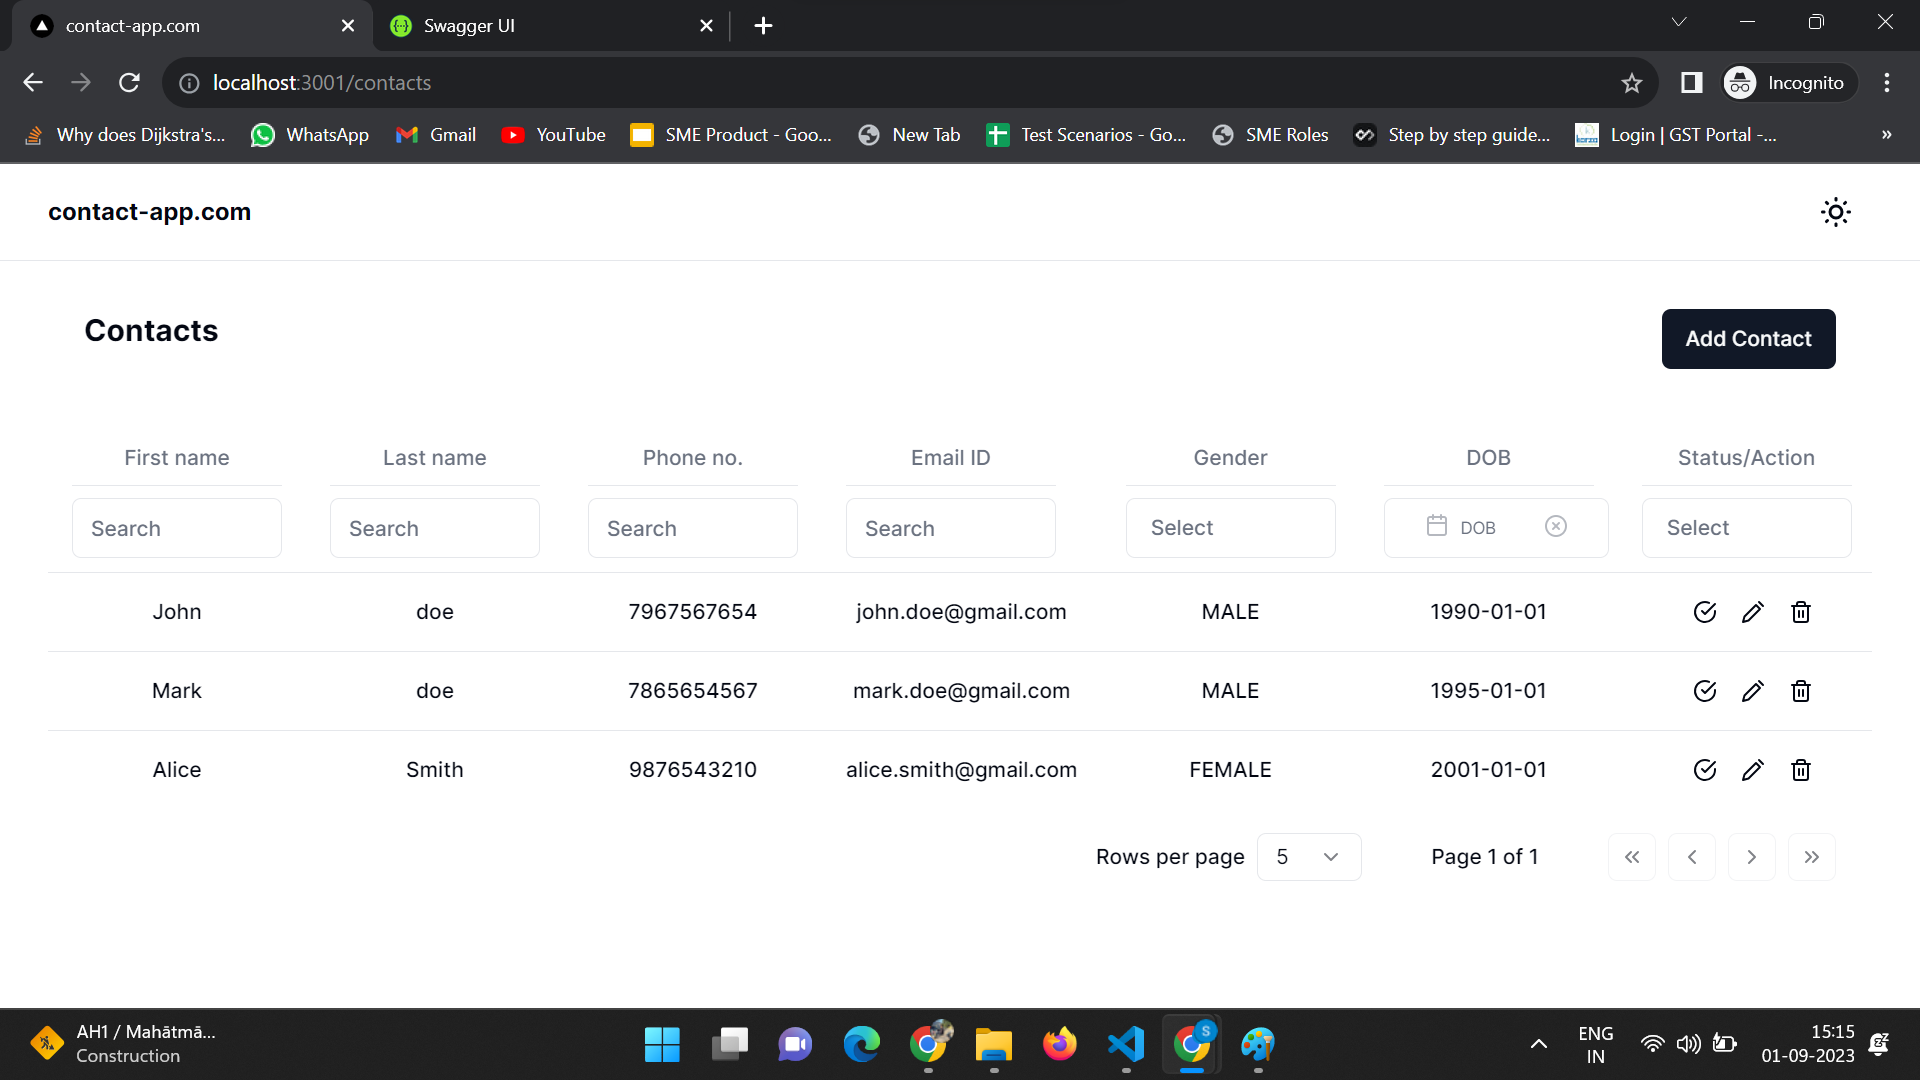 contact-app.com
Swagger UI
localhost:3001/contacts
Incognito
Why does Dijkstra's...
WhatsApp
Gmail
YouTube
SME Product - Goo...
New Tab
Test Scenarios - Go...
SME Roles
Step by step guide...
Login | GST Portal -...
»
contact-app.com
Contacts
Add Contact
First name Last name Phone no. Email ID Gender DOB Status/Action
Search Search Search Search Select DOB Select
John doe 7967567654 john.doe@gmail.com MALE 1990-01-01
Mark doe 7865654567 mark.doe@gmail.com MALE 1995-01-01
Alice Smith 9876543210 alice.smith@gmail.com FEMALE 2001-01-01
Rows per page 5 Page 1 of 1
AH1 / Mahātmā...
Construction
S
ENG
IN
15:15
01-09-2023